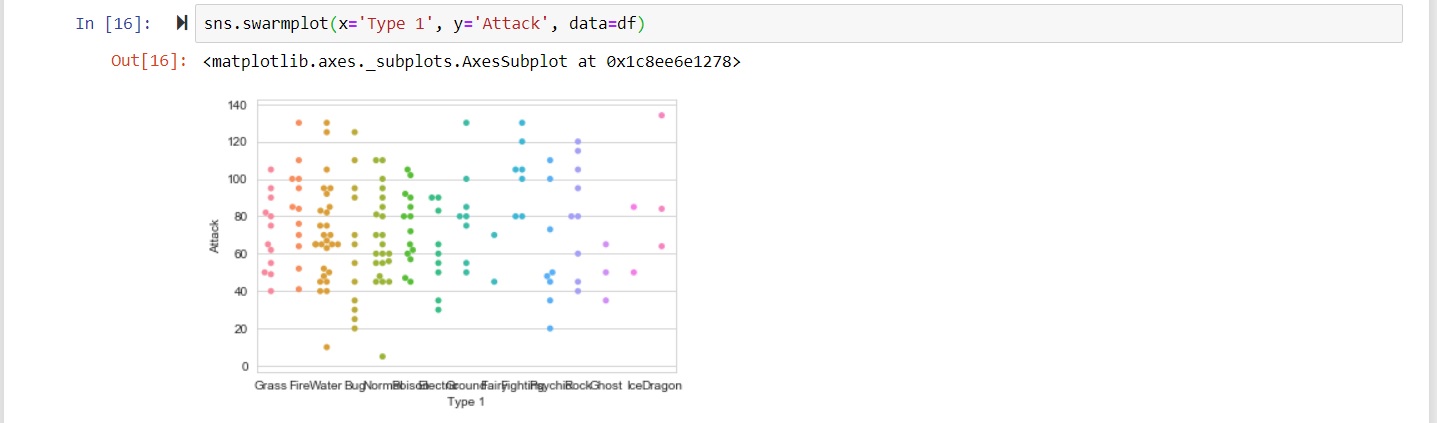 In [16]: sns.swarmplot(x='Type 1', y='Attack', data=df)
Out[16]: <matplotlib.axes._subplots.AxesSubplot at 0x1c8ee6e1278>
140
120
100
80
60
40
20
0
Attack
Grass Fire Water Bug Normal Poison Electric Ground Fairy Fighting Psychic Rock Ghost Ice Dragon
Type 1